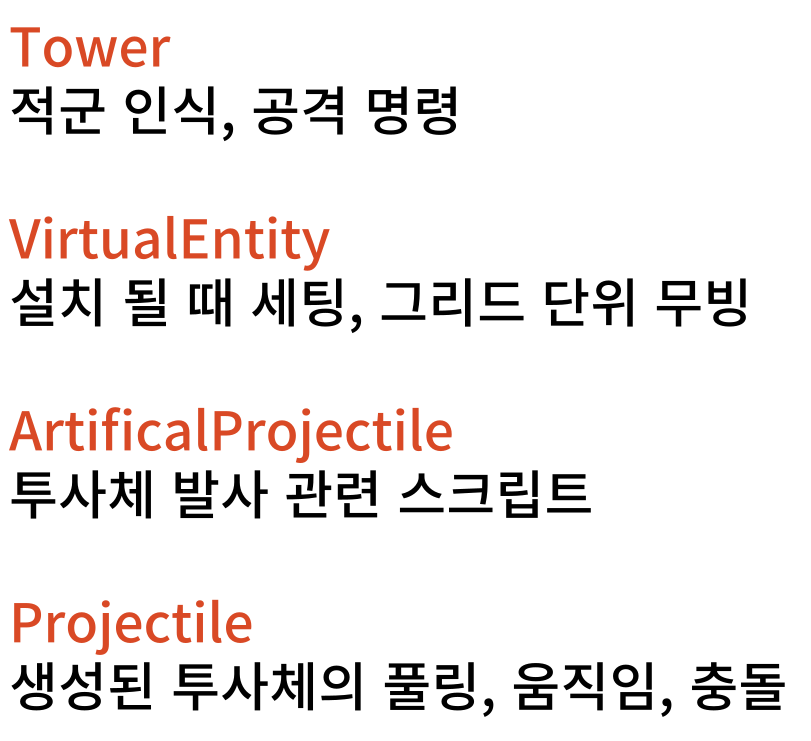 Tower
적군 인식, 공격 명령
VirtualEntity
설치 될 때 세팅, 그리드 단위 무빙
ArtificalProjectile
투사체 발사 관련 스크립트
Projectile
생성된 투사체의 풀링, 움직임, 충돌